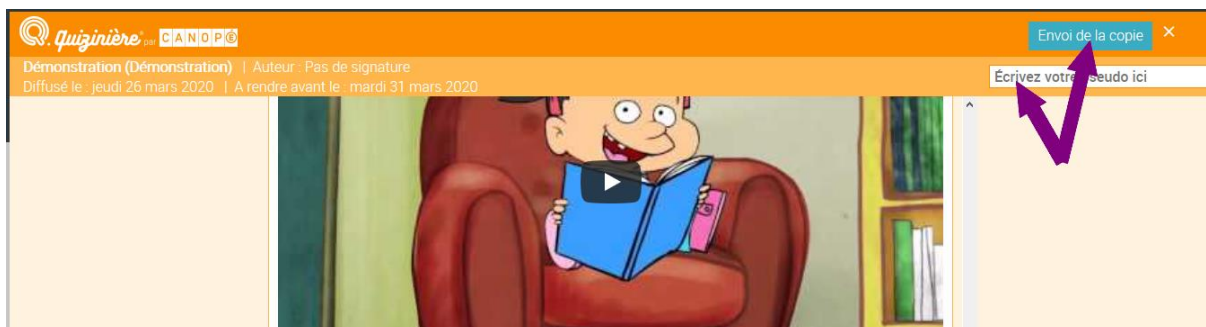 Quizinière par CANOPÉ
Envoi de la copie ×
Démonstration (Démonstration) | Auteur : Pas de signature
Écrivez votre pseudo ici
Diffusé le : jeudi 26 mars 2020 | A rendre avant le : mardi 31 mars 2020